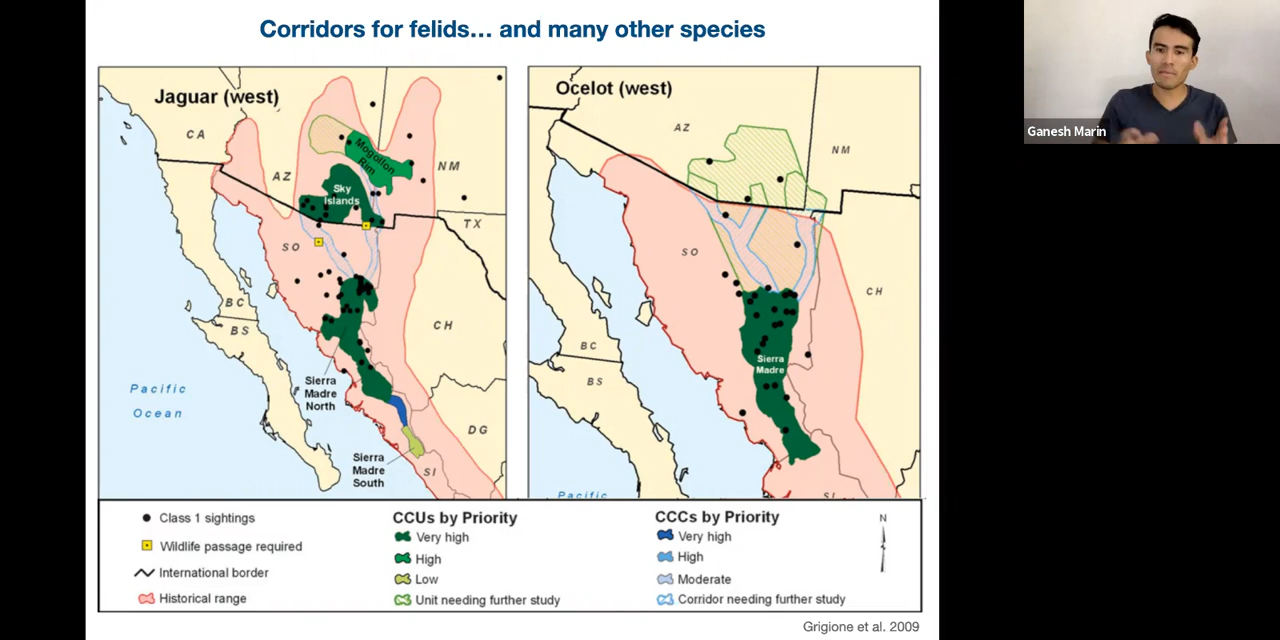 Corridors for felids... and many other species
Jaguar (west)
CA
AZ
NM
Mogollon
Rim
Sky
Islands
TX
SO
BC
BS
CH
Pacific
Ocean
Sierra
Madre
North
DG
Sierra
Madre
South
SI
Ocelot (west)
AZ
NM
SO
CH
BC
BS
Sierra
Madre
Pacific
SI
Class 1 sightings
Wildlife passage required
International border
Historical range
CCUs by Priority
Very high
High
Low
Unit needing further study
CCCs by Priority
Very high
High
Moderate
Corridor needing further study
N
Grigione et al. 2009
Ganesh Marin